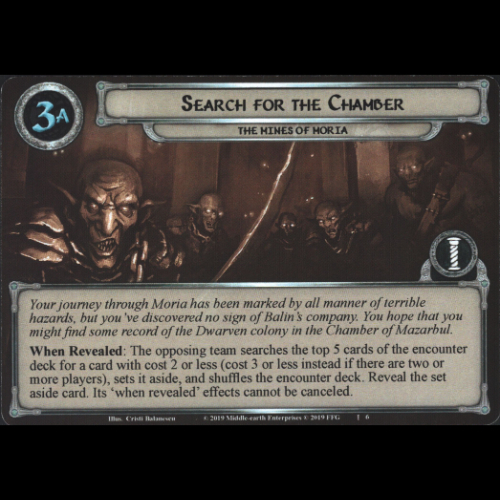 3A
SEARCH FOR THE CHAMBER
THE MINES OF MORIA
Your journey through Moria has been marked by all manner of terrible
hazards, but you've discovered no sign of Balin's company. You hope that you
might find some record of the Dwarven colony in the Chamber of Mazarbul.
When Revealed: The opposing team searches the top 5 cards of the encounter
deck for a card with cost 2 or less (cost 3 or less instead if there are two or
more players), sets it aside, and shuffles the encounter deck. Reveal the set
aside card. Its 'when revealed' effects cannot be canceled.
Illus. Cristi Balanescu © 2019 Middle-earth Enterprises © 2019 FFG 6